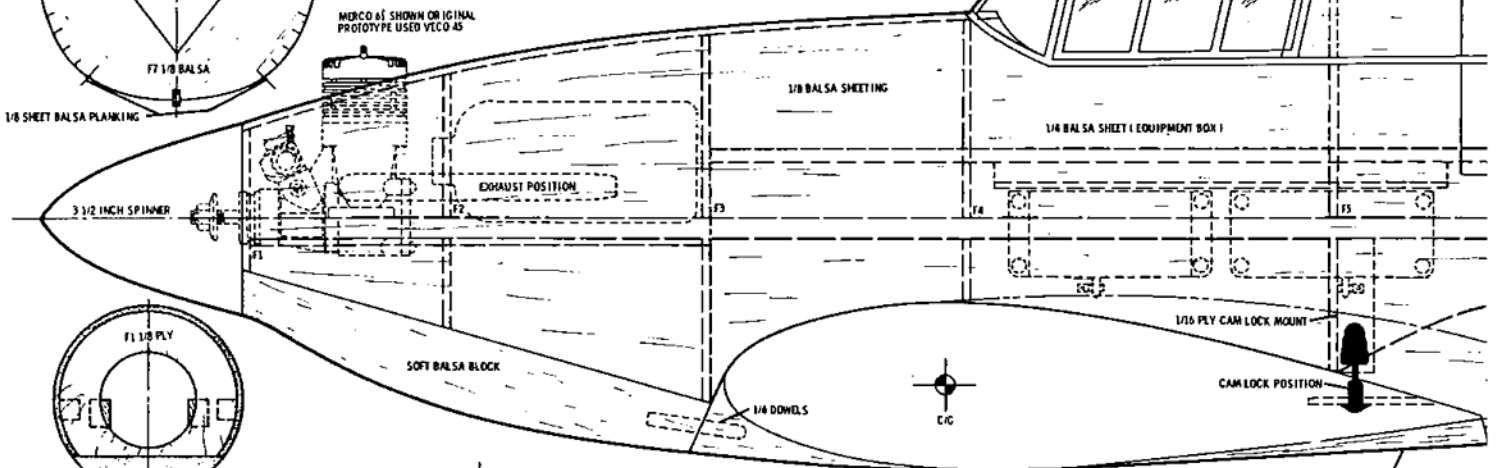 MERCO 61 SHOWN ORIGINAL
PROTOTYPE USED VECO 45
F7 1/8 BALSA
1/8 SHEET BALSA PLANKING
1/8 BALSA SHEETING
1/4 BALSA SHEET ( EQUIPMENT BOX )
EXHAUST POSITION
3 1/2 INCH SPINNER
F2
F3
F4
F5
F1
1/16 PLY CAM LOCK MOUNT
F1 1/8 PLY
SOFT BALSA BLOCK
CAM LOCK POSITION
1/4 DOWELS
C/G